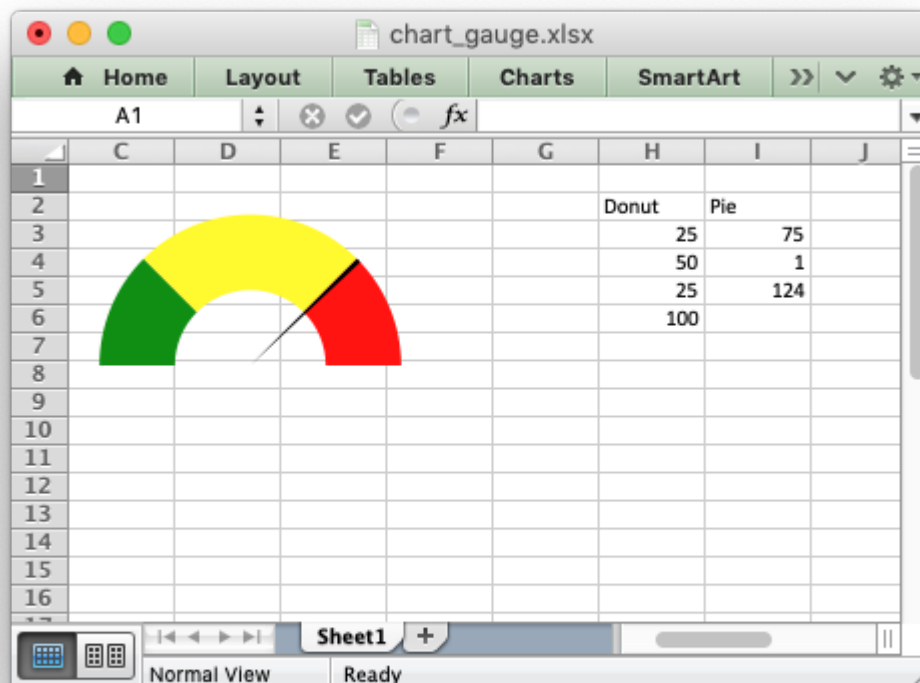 chart_gauge.xlsx
Home Layout Tables Charts SmartArt
A1 fx
C D E F G H I J
1
2 Donut Pie
3 25 75
4 50 1
5 25 124
6 100
7
8
9
10
11
12
13
14
15
16
17
Sheet1 +
Normal View Ready